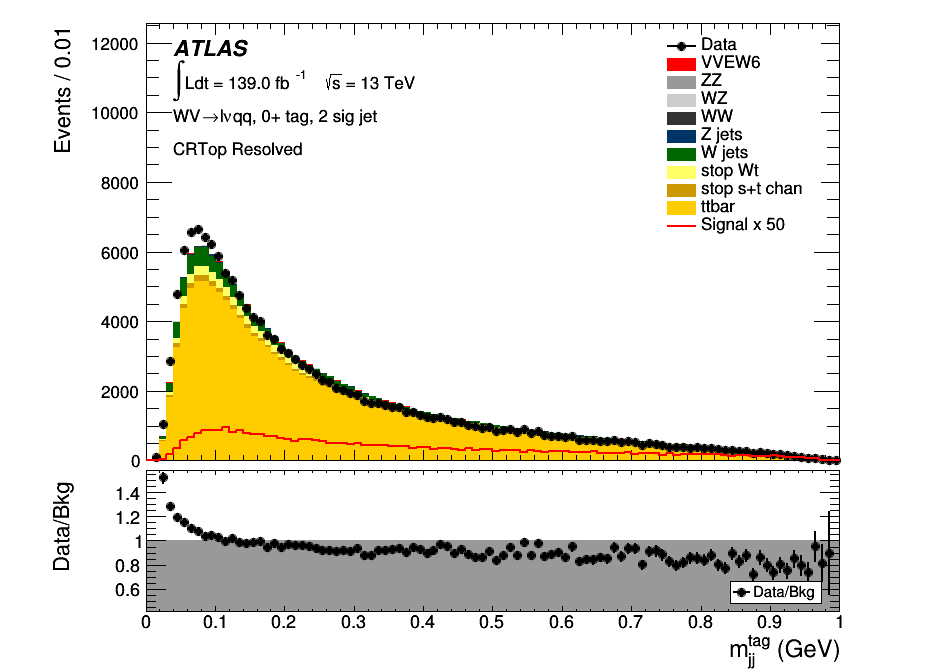 Events / 0.01
12000
10000
8000
6000
4000
2000
0
ATLAS
∫Ldt = 139.0 fb⁻¹ √s = 13 TeV
WV→lνqq, 0+ tag, 2 sig jet
CRTop Resolved
Data
VVEW6
ZZ
WZ
WW
Z jets
W jets
stop Wt
stop s+t chan
ttbar
Signal x 50
Data/Bkg
1.4
1.2
1
0.8
0.6
Data/Bkg
0 0.1 0.2 0.3 0.4 0.5 0.6 0.7 0.8 0.9 1
m_jj^tag (GeV)